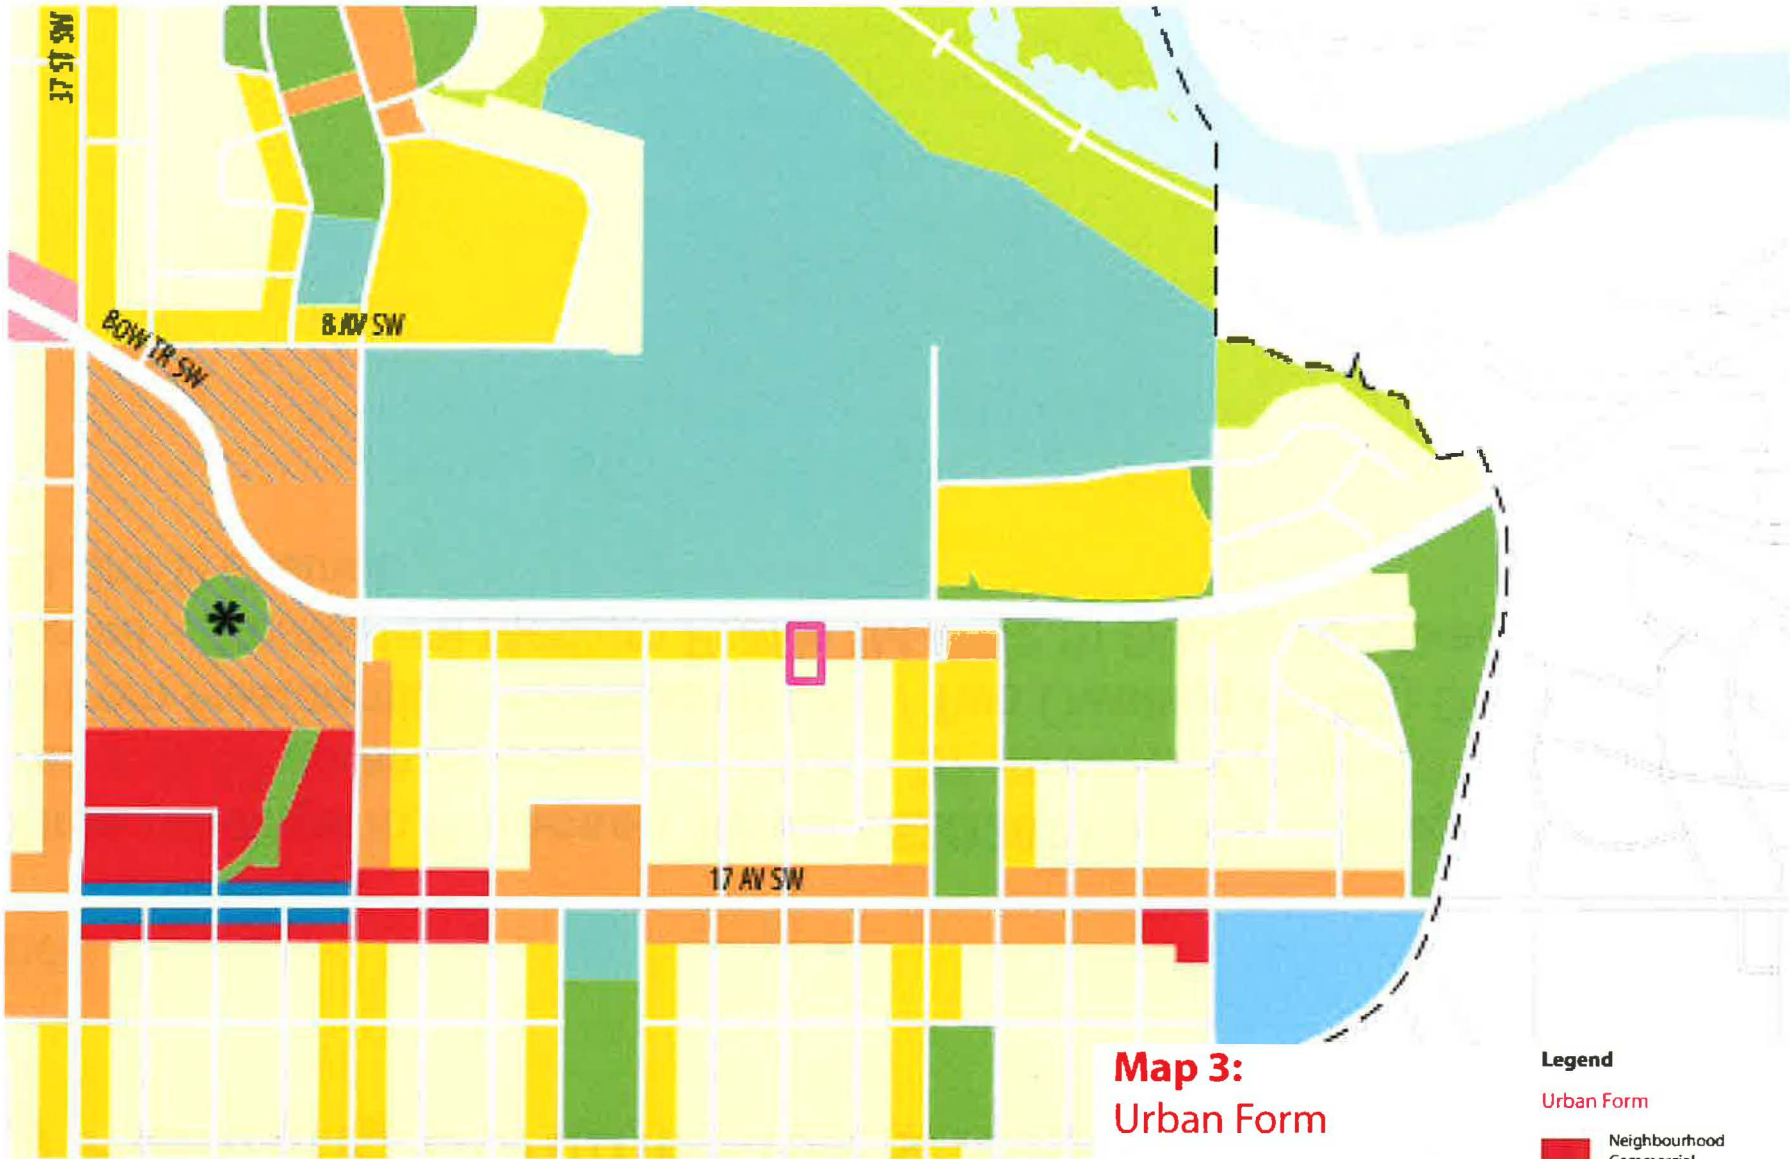 37 ST SW
BOW TR SW
8 AV SW
*
17 AV SW
Map 3:
Urban Form
Legend
Urban Form
Neighbourhood
Commercial